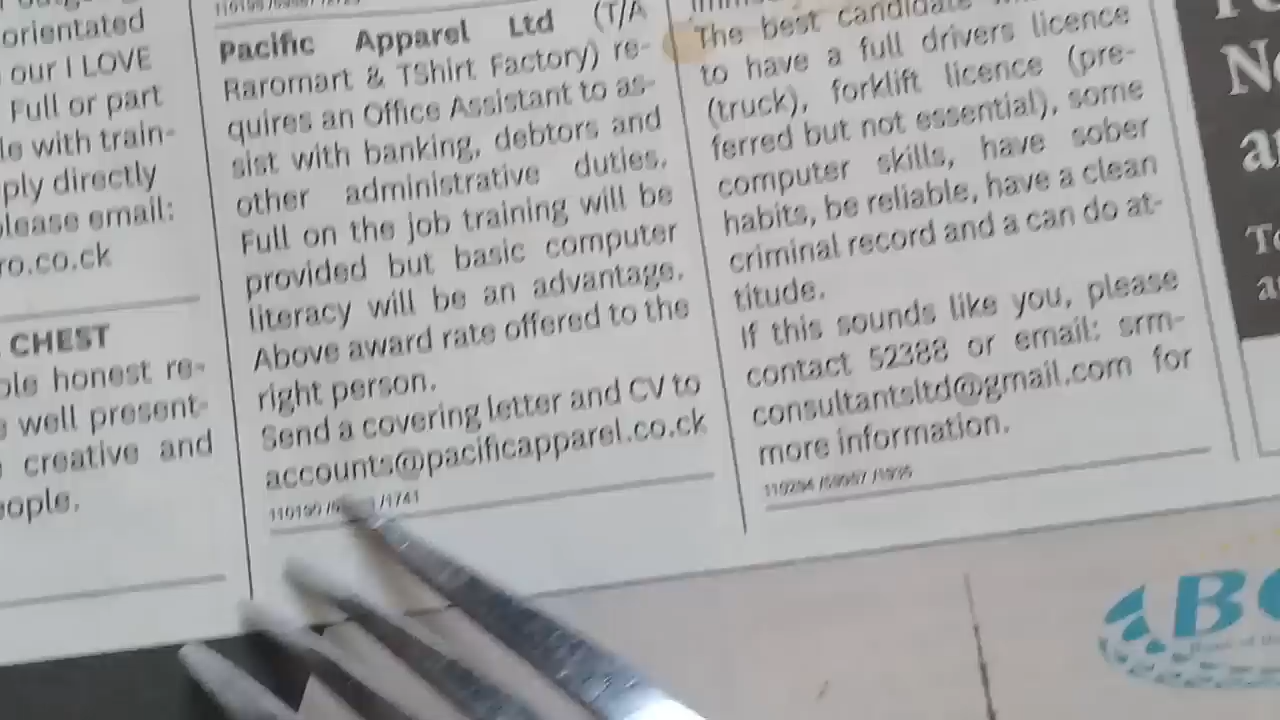 orientated
our I LOVE
Full or part
with train-
directly
please email:
ro.co.ck
CHEST
honest re-
well present-
creative and
Pacific Apparel Ltd (T/A
Raromart & TShirt Factory) re-
quires an Office Assistant to as-
sist with banking, debtors and
other administrative duties.
Full on the job training will be
provided but basic computer
literacy will be an advantage.
Above award rate offered to the
right person.
Send a covering letter and CV to
accounts@pacificapparel.co.ck
/1741
The best candidate
to have a full drivers licence
(truck), forklift licence (pre-
ferred but not essential), some
computer skills, have sober
habits, be reliable, have a clean
criminal record and a can do at-
titude.
If this sounds like you, please
contact 52388 or email: srm-
consultantsltd@gmail.com for
more information.